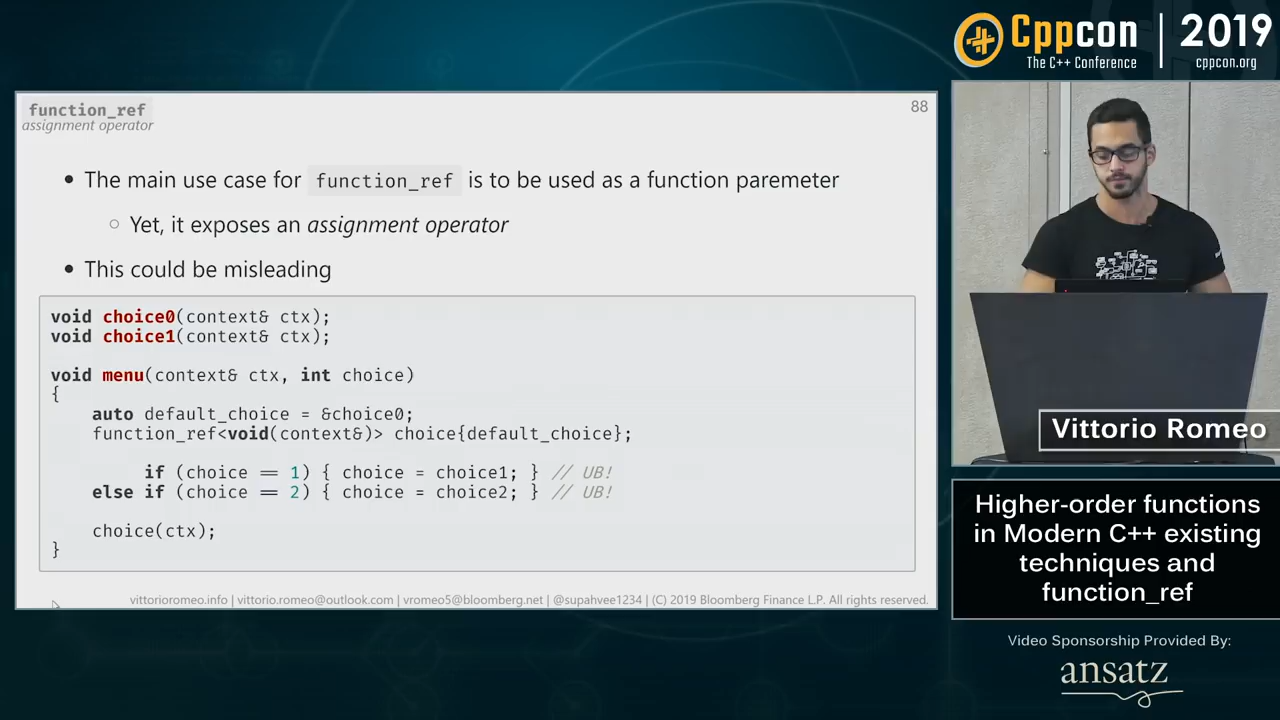 Cppcon | 2019
The C++ Conference
cppcon.org
function_ref
assignment operator
88
• The main use case for function_ref is to be used as a function paremeter
○ Yet, it exposes an assignment operator
• This could be misleading
void choice0(context& ctx);
void choice1(context& ctx);
void menu(context& ctx, int choice)
{
auto default_choice = &choice0;
function_ref<void(context&)> choice{default_choice};
if (choice == 1) { choice = choice1; } // UB!
else if (choice == 2) { choice = choice2; } // UB!
choice(ctx);
}
vittorioromeo.info | vittorio.romeo@outlook.com | vromeo5@bloomberg.net | @supahvee1234 | (C) 2019 Bloomberg Finance L.P. All rights reserved.
Vittorio Romeo
Higher-order functions
in Modern C++ existing
techniques and
function_ref
Video Sponsorship Provided By:
ansatz